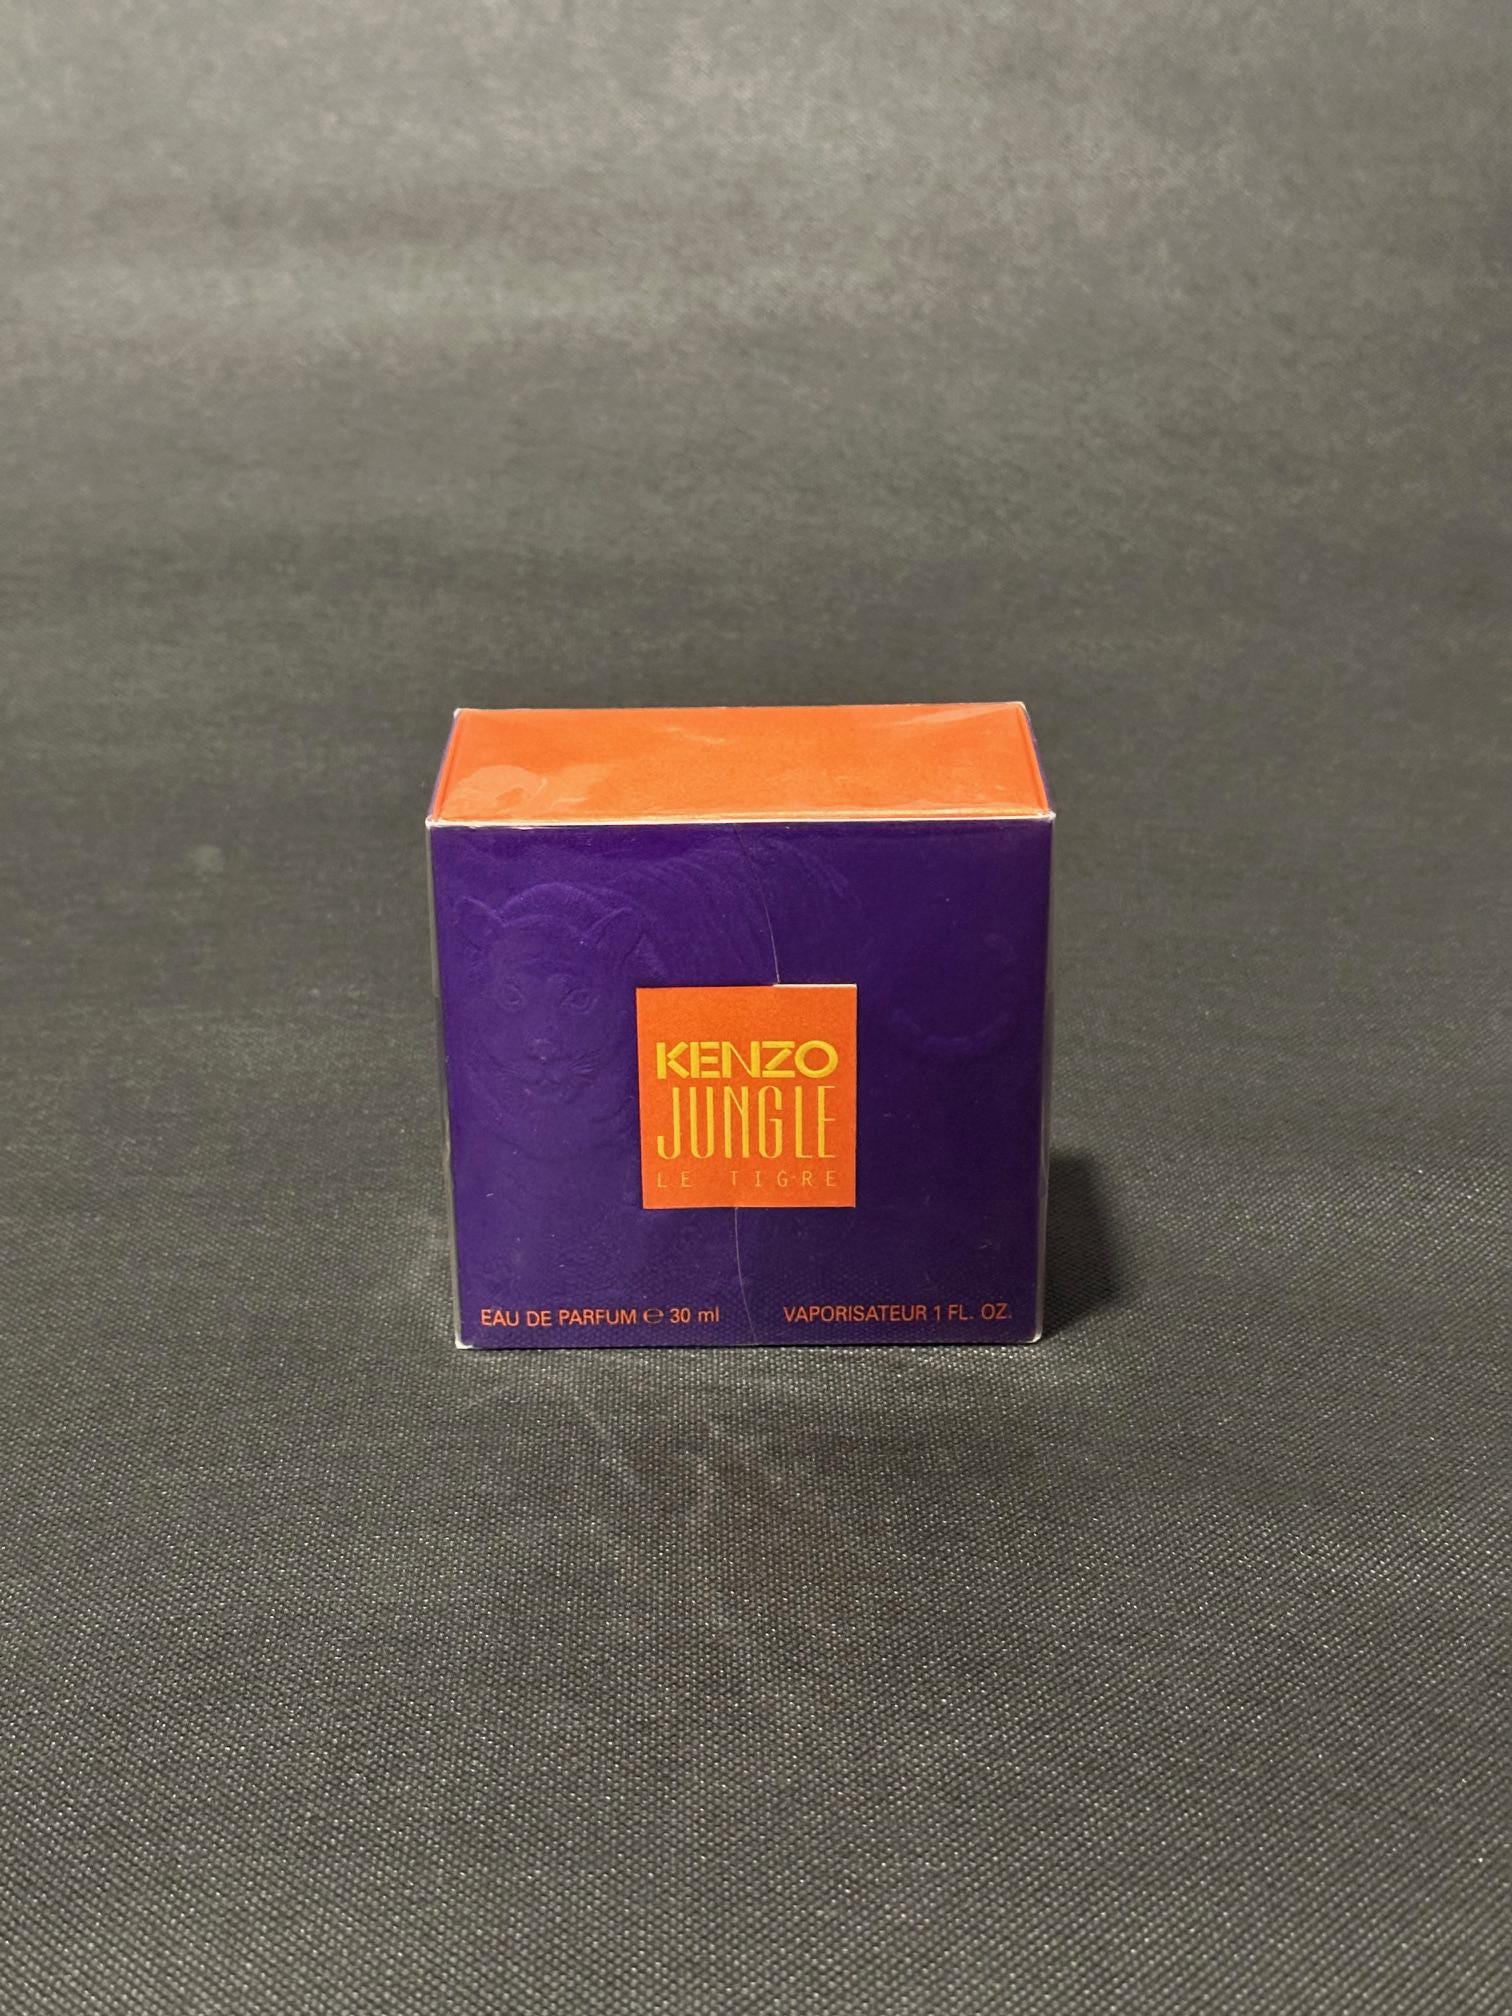 KENZO
JUNGLE
LE TIGRE
EAU DE PARFUM ℮ 30 ml VAPORISATEUR 1 FL. OZ.